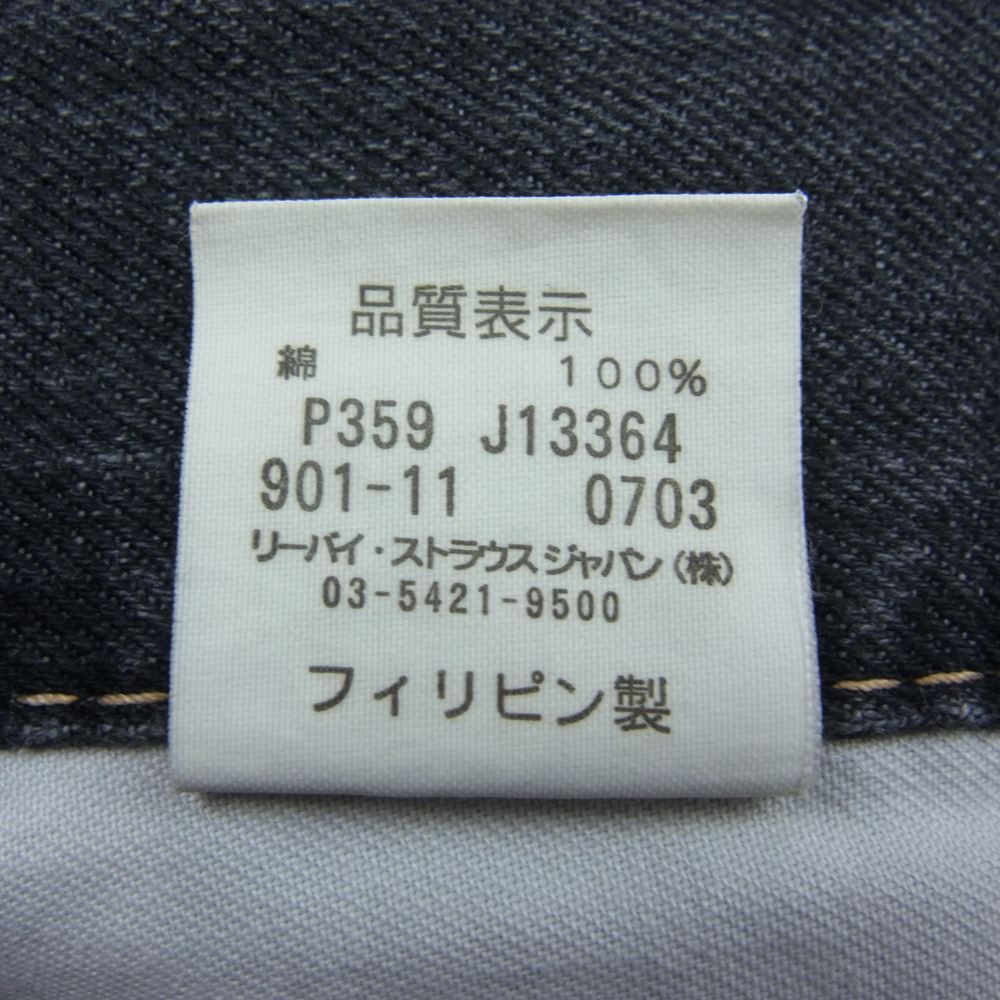 品質表示
綿 100%
P359 J13364
901-11 0703
リーバイ・ストラウスジャパン(株)
03-5421-9500
フィリピン製